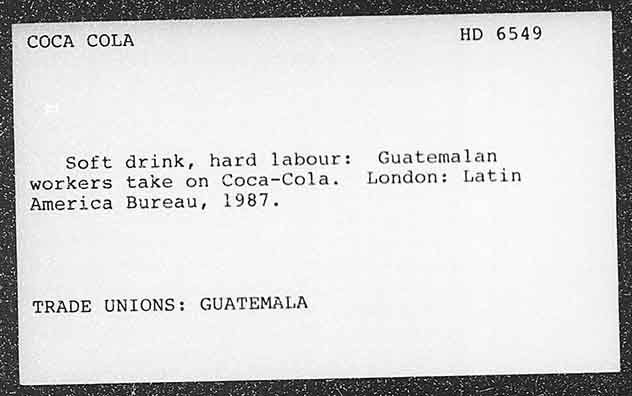 COCA COLA HD 6549
Soft drink, hard labour: Guatemalan
workers take on Coca-Cola. London: Latin
America Bureau, 1987.
TRADE UNIONS: GUATEMALA